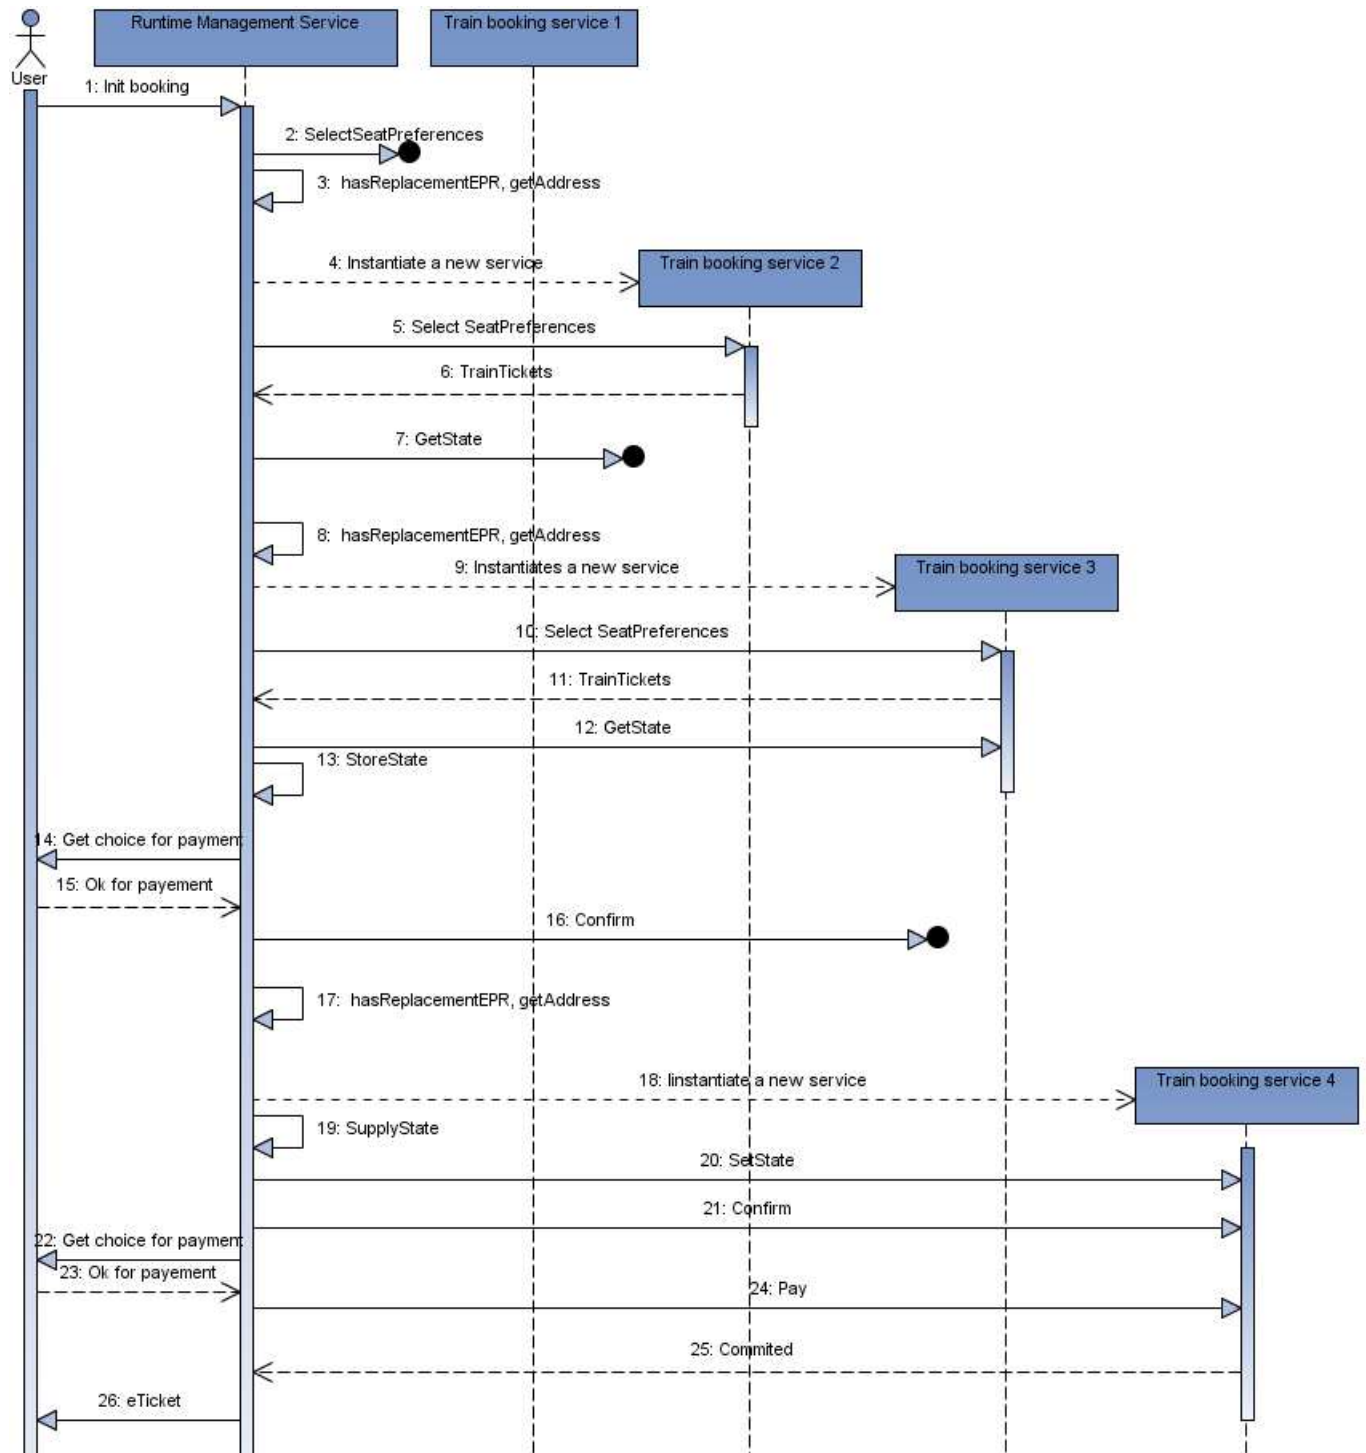 Runtime Management Service
Train booking service 1
User
1: Init booking
2: SelectSeatPreferences
3: hasReplacementEPR, getAddress
4: Instantiate a new service
Train booking service 2
5: Select SeatPreferences
6: TrainTickets
7: GetState
8: hasReplacementEPR, getAddress
9: Instantiates a new service
Train booking service 3
10: Select SeatPreferences
11: TrainTickets
12: GetState
13: StoreState
14: Get choice for payment
15: Ok for payement
16: Confirm
17: hasReplacementEPR, getAddress
18: Iinstantiate a new service
Train booking service 4
19: SupplyState
20: SetState
21: Confirm
22: Get choice for payment
23: Ok for payement
24: Pay
25: Commited
26: eTicket